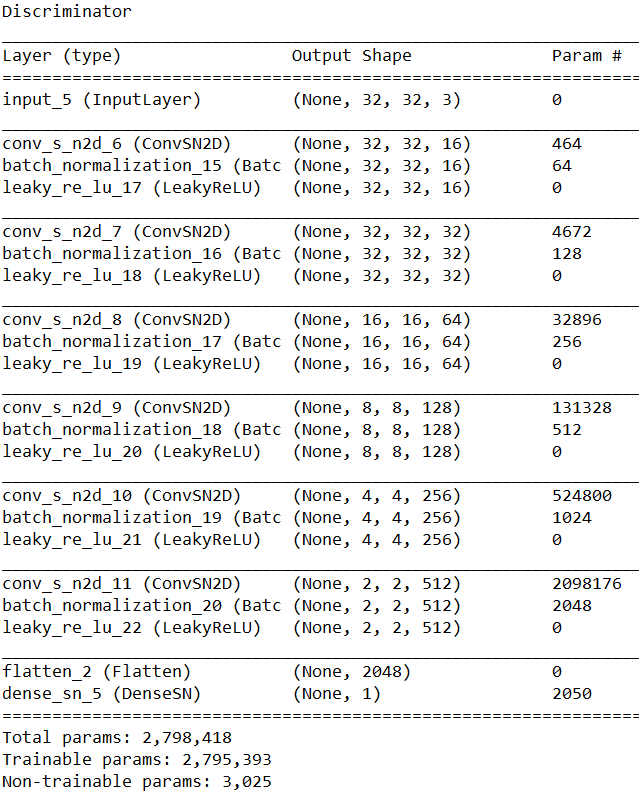 Discriminator
Layer (type) Output Shape Param #
input_5 (InputLayer) (None, 32, 32, 3) 0
conv_s_n2d_6 (ConvSN2D) (None, 32, 32, 16) 464
batch_normalization_15 (Batc (None, 32, 32, 16) 64
leaky_re_lu_17 (LeakyReLU) (None, 32, 32, 16) 0
conv_s_n2d_7 (ConvSN2D) (None, 32, 32, 32) 4672
batch_normalization_16 (Batc (None, 32, 32, 32) 128
leaky_re_lu_18 (LeakyReLU) (None, 32, 32, 32) 0
conv_s_n2d_8 (ConvSN2D) (None, 16, 16, 64) 32896
batch_normalization_17 (Batc (None, 16, 16, 64) 256
leaky_re_lu_19 (LeakyReLU) (None, 16, 16, 64) 0
conv_s_n2d_9 (ConvSN2D) (None, 8, 8, 128) 131328
batch_normalization_18 (Batc (None, 8, 8, 128) 512
leaky_re_lu_20 (LeakyReLU) (None, 8, 8, 128) 0
conv_s_n2d_10 (ConvSN2D) (None, 4, 4, 256) 524800
batch_normalization_19 (Batc (None, 4, 4, 256) 1024
leaky_re_lu_21 (LeakyReLU) (None, 4, 4, 256) 0
conv_s_n2d_11 (ConvSN2D) (None, 2, 2, 512) 2098176
batch_normalization_20 (Batc (None, 2, 2, 512) 2048
leaky_re_lu_22 (LeakyReLU) (None, 2, 2, 512) 0
flatten_2 (Flatten) (None, 2048) 0
dense_sn_5 (DenseSN) (None, 1) 2050
Total params: 2,798,418
Trainable params: 2,795,393
Non-trainable params: 3,025